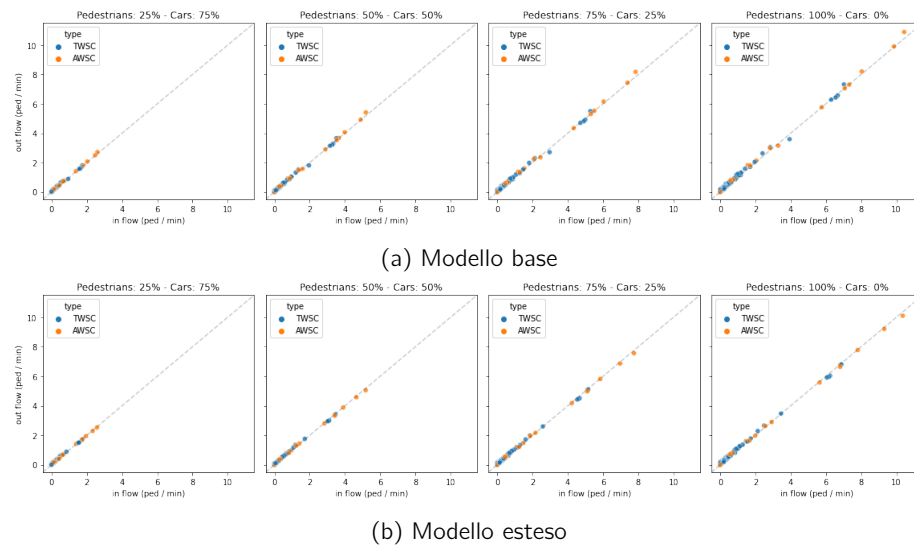 Pedestrians: 25% - Cars: 75%
Pedestrians: 50% - Cars: 50%
Pedestrians: 75% - Cars: 25%
Pedestrians: 100% - Cars: 0%
type
TWSC
AWSC
type
TWSC
AWSC
type
TWSC
AWSC
type
TWSC
AWSC
out flow (ped / min)
10
8
6
4
2
0
0 2 4 6 8 10
0 2 4 6 8 10
0 2 4 6 8 10
0 2 4 6 8 10
in flow (ped / min)
in flow (ped / min)
in flow (ped / min)
in flow (ped / min)
(a) Modello base
Pedestrians: 25% - Cars: 75%
Pedestrians: 50% - Cars: 50%
Pedestrians: 75% - Cars: 25%
Pedestrians: 100% - Cars: 0%
type
TWSC
AWSC
type
TWSC
AWSC
type
TWSC
AWSC
type
TWSC
AWSC
out flow (ped / min)
10
8
6
4
2
0
0 2 4 6 8 10
0 2 4 6 8 10
0 2 4 6 8 10
0 2 4 6 8 10
in flow (ped / min)
in flow (ped / min)
in flow (ped / min)
in flow (ped / min)
(b) Modello esteso